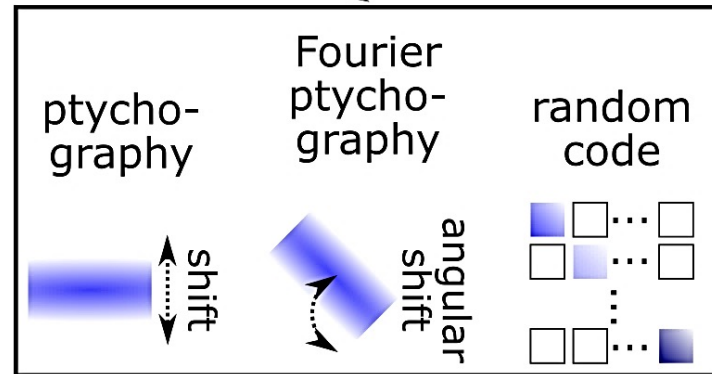 ptycho-
graphy
Fourier
ptycho-
graphy
random
code
shift
angular
shift
...
...
...
...